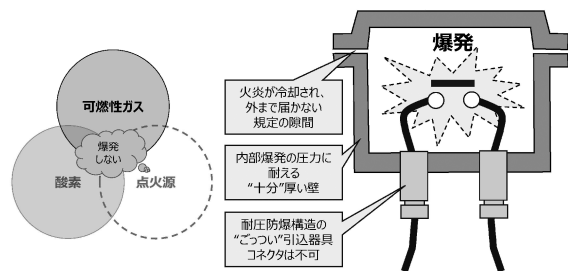 可燃性ガス
爆発
しない
酸素
点火源
爆発
火炎が冷却され、
外まで届かない
規定の隙間
内部爆発の圧力に
耐える
“十分”厚い壁
耐圧防爆構造の
“ごっつい”引込器具
コネクタは不可